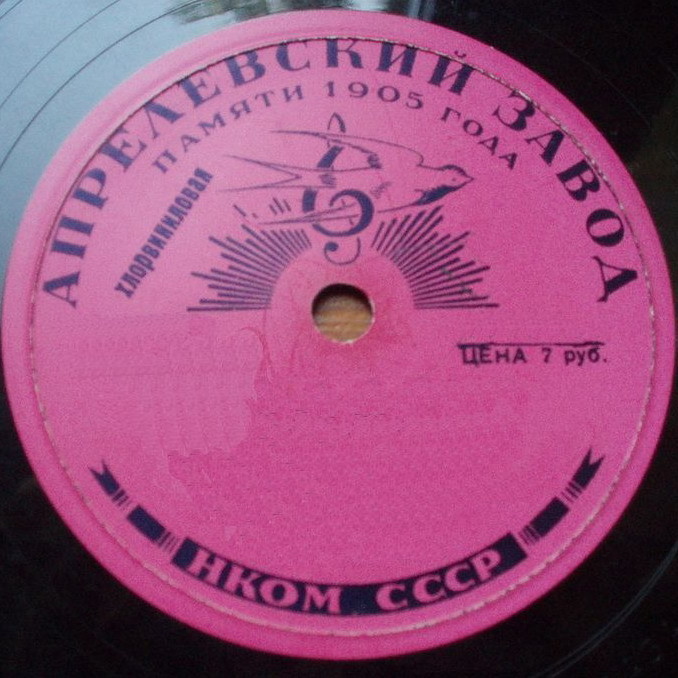 АПРЕЛЕВСКИЙ ЗАВОД
ПАМЯТИ 1905 ГОДА
хлорвиниловая
ЦЕНА 7 руб.
НКОМ СССР